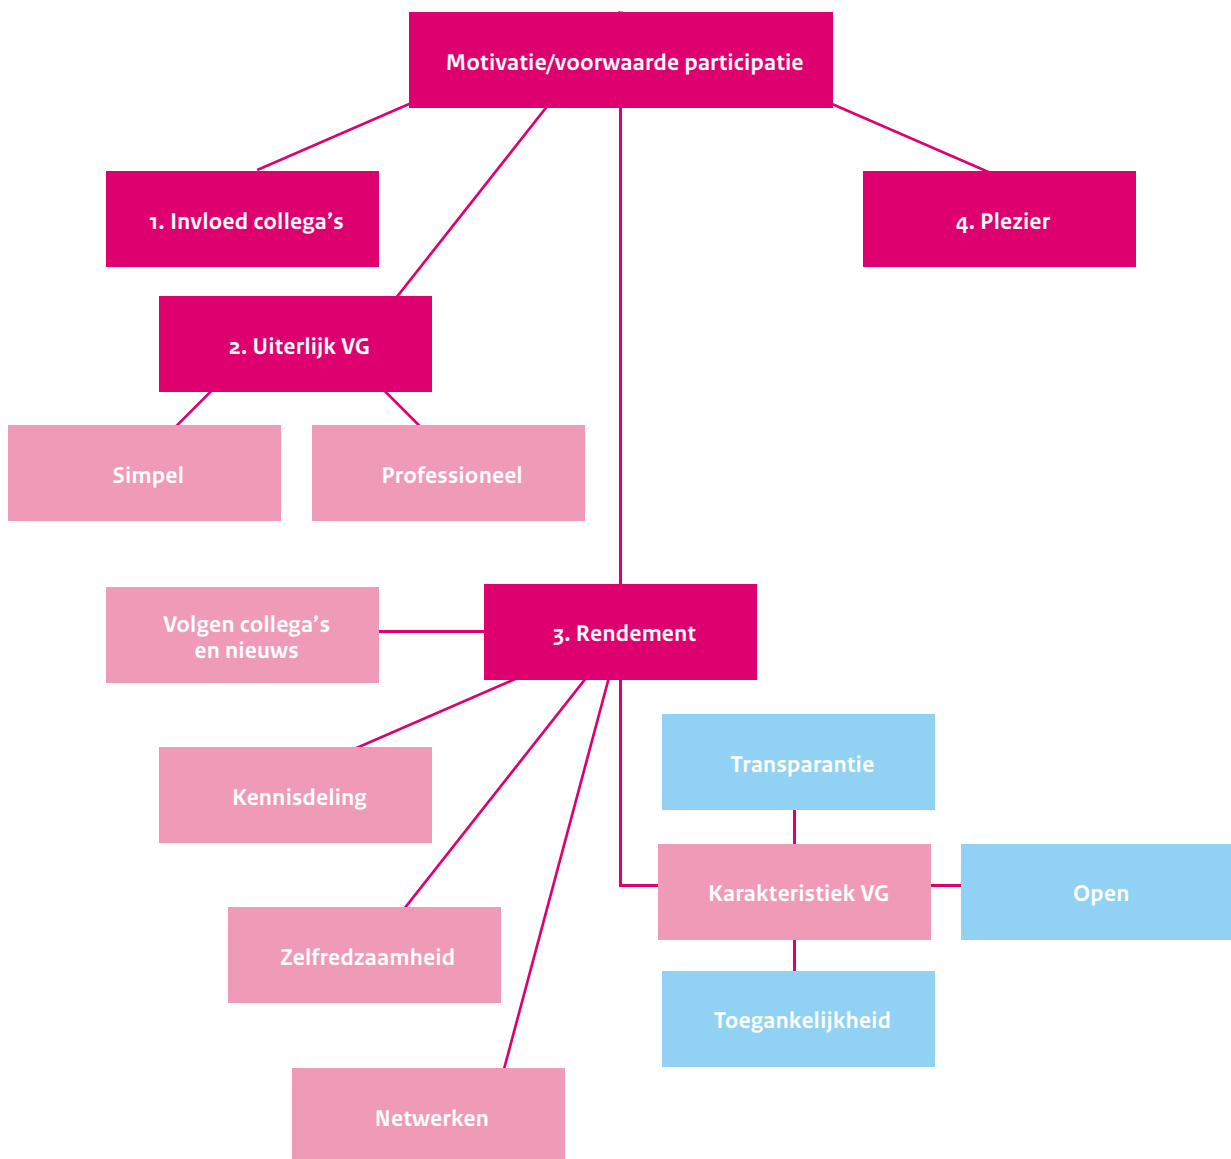 Motivatie/voorwaarde participatie
1. Invloed collega's
4. Plezier
2. Uiterlijk VG
Simpel
Professioneel
Volgen collega's
en nieuws
3. Rendement
Transparantie
Kennisdeling
Karakteristiek VG
Open
Zelfredzaamheid
Toegankelijkheid
Netwerken